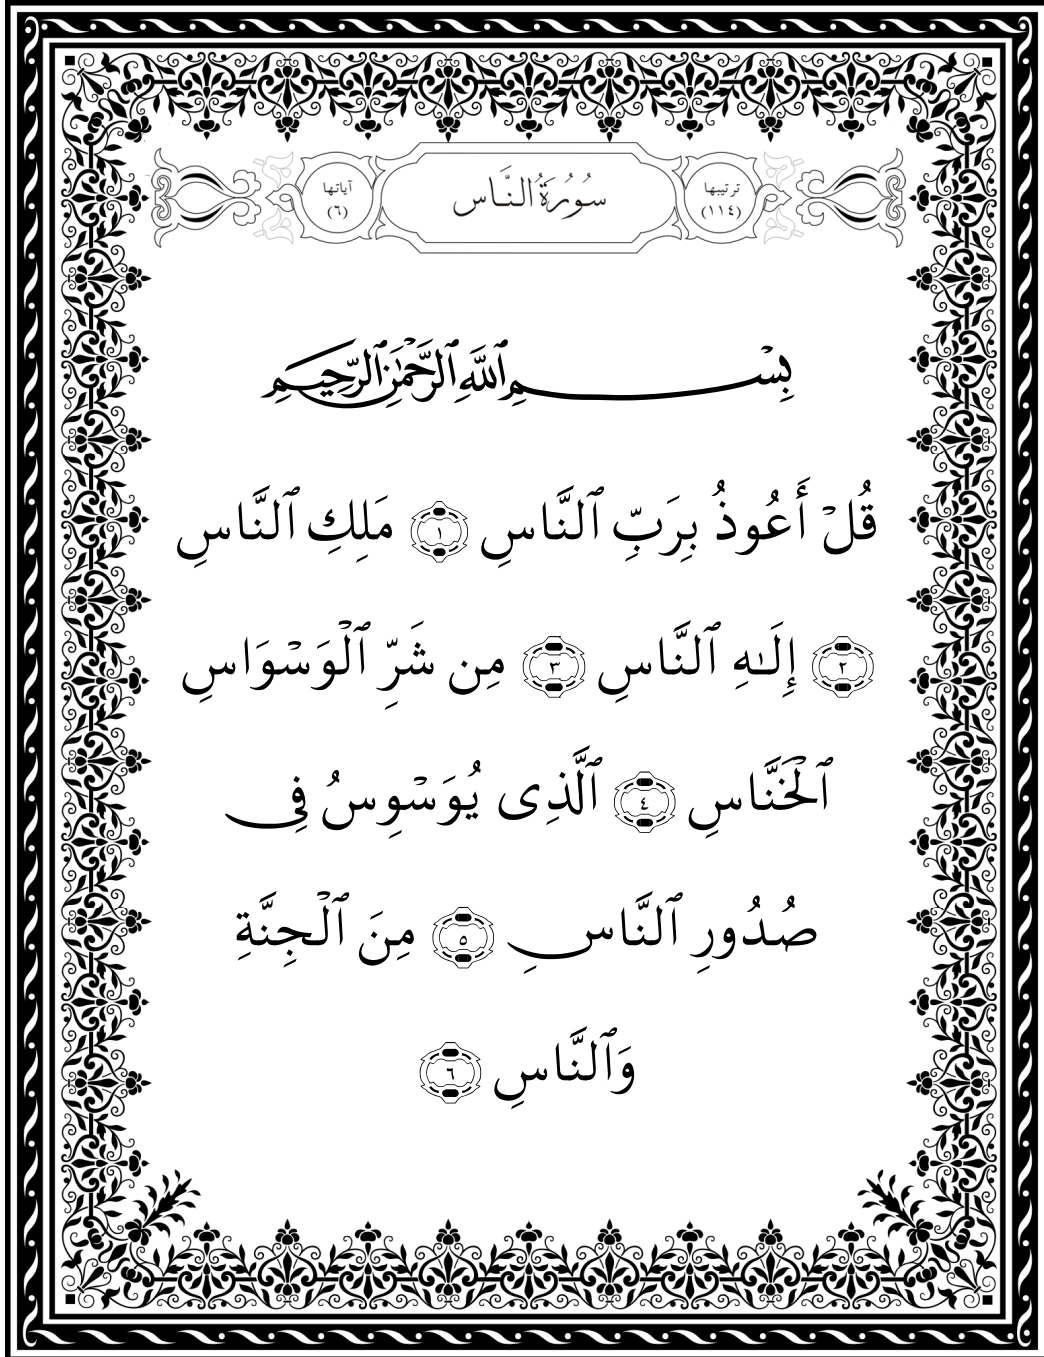 ترتيبها
(١١٤)
سُورَةُ النَّاس
آياتها
(٦)
بِسْمِ ٱللَّهِ ٱلرَّحْمَٰنِ ٱلرَّحِيمِ
قُلْ أَعُوذُ بِرَبِّ ٱلنَّاسِ ١ مَلِكِ ٱلنَّاسِ
٢ إِلَـٰهِ ٱلنَّاسِ ٣ مِن شَرِّ ٱلْوَسْوَاسِ
ٱلْخَنَّاسِ ٤ ٱلَّذِى يُوَسْوِسُ فِى
صُدُورِ ٱلنَّاسِ ٥ مِنَ ٱلْجِنَّةِ
وَٱلنَّاسِ ٦